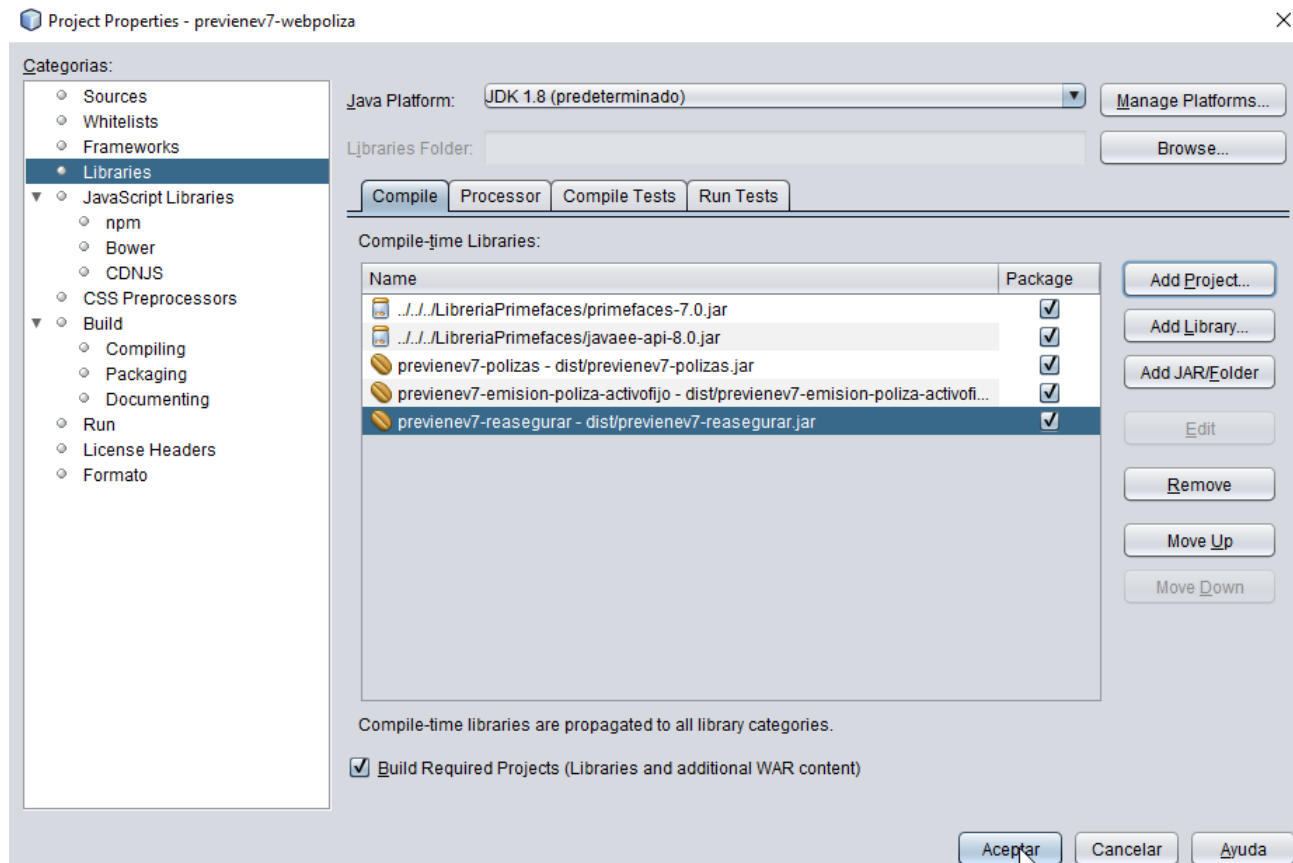 Project Properties - previenev7-webpoliza
Categorias:
Sources
Whitelists
Frameworks
Libraries
JavaScript Libraries
npm
Bower
CDNJS
CSS Preprocessors
Build
Compiling
Packaging
Documenting
Run
License Headers
Formato
Java Platform: JDK 1.8 (predeterminado) Manage Platforms...
Libraries Folder: Browse...
Compile Processor Compile Tests Run Tests
Compile-time Libraries:
Name Package
../../../LibreriaPrimefaces/primefaces-7.0.jar
../../../LibreriaPrimefaces/javaee-api-8.0.jar
previenev7-polizas - dist/previenev7-polizas.jar
previenev7-emision-poliza-activofijo - dist/previenev7-emision-poliza-activofi...
previenev7-reasegurar - dist/previenev7-reasegurar.jar
Add Project...
Add Library...
Add JAR/Folder
Edit
Remove
Move Up
Move Down
Compile-time libraries are propagated to all library categories.
Build Required Projects (Libraries and additional WAR content)
Aceptar Cancelar Ayuda